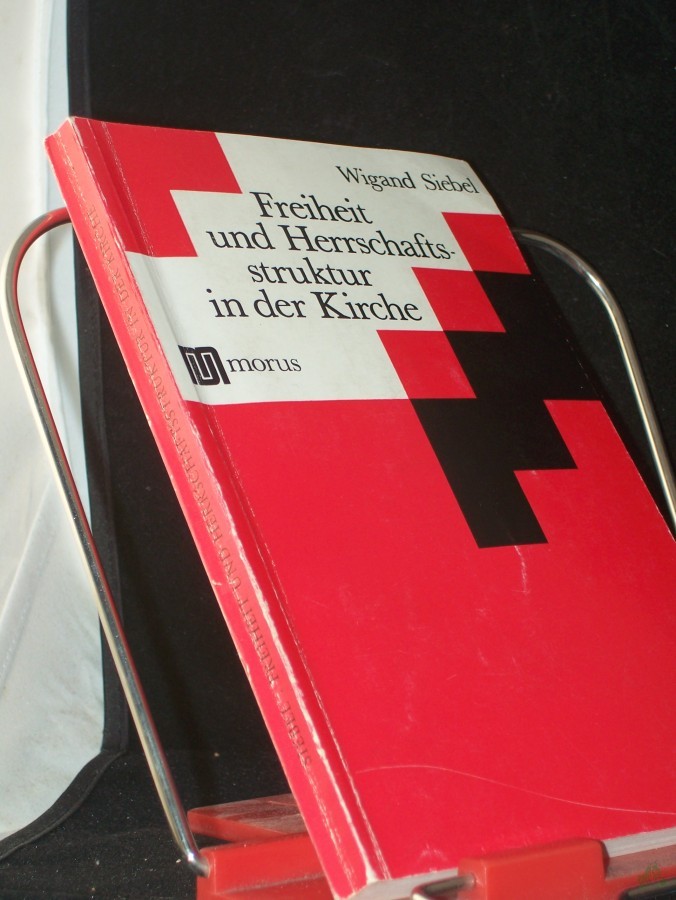 Wigand Siebel
Freiheit
und Herrschafts-
struktur
in der Kirche
morus
SIEBEL FREIHEIT UND HERRSCHAFTSSTRUKTUR IN DER KIRCHE